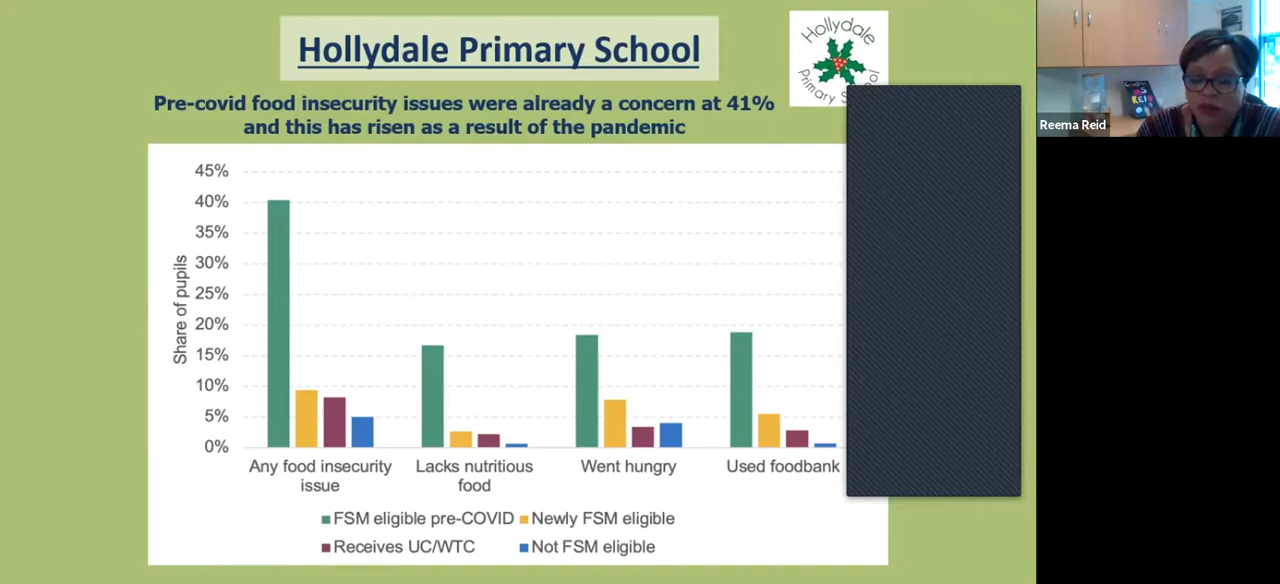 Hollydale Primary School
Hollydale
Primary S
ol
Pre-covid food insecurity issues were already a concern at 41%
and this has risen as a result of the pandemic
45%
40%
35%
30%
25%
20%
15%
10%
5%
0%
Share of pupils
Any food insecurity
issue
Lacks nutritious
food
Went hungry
Used foodbank
FSM eligible pre-COVID
Newly FSM eligible
Receives UC/WTC
Not FSM eligible
REID
Reema Reid